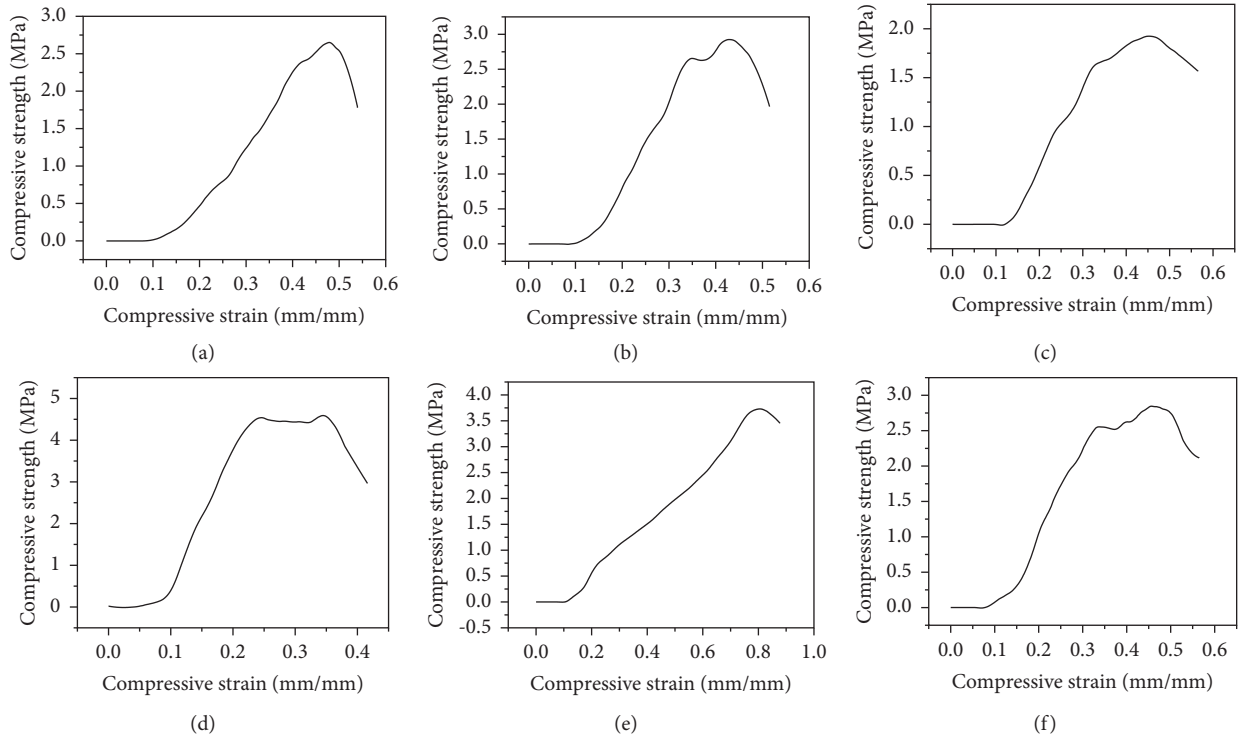 Compressive strength (MPa)
3.0
2.5
2.0
1.5
1.0
0.5
0.0
0.0 0.1 0.2 0.3 0.4 0.5 0.6
Compressive strain (mm/mm)
(a)
Compressive strength (MPa)
3.0
2.5
2.0
1.5
1.0
0.5
0.0
0.0 0.1 0.2 0.3 0.4 0.5 0.6
Compressive strain (mm/mm)
(b)
Compressive strength (MPa)
2.0
1.5
1.0
0.5
0.0
0.0 0.1 0.2 0.3 0.4 0.5 0.6
Compressive strain (mm/mm)
(c)
Compressive strength (MPa)
5
4
3
2
1
0
0.0 0.1 0.2 0.3 0.4
Compressive strain (mm/mm)
(d)
Compressive strength (MPa)
4.0
3.5
3.0
2.5
2.0
1.5
1.0
0.5
0.0
-0.5
0.0 0.2 0.4 0.6 0.8 1.0
Compressive strain (mm/mm)
(e)
Compressive strength (MPa)
3.0
2.5
2.0
1.5
1.0
0.5
0.0
0.0 0.1 0.2 0.3 0.4 0.5 0.6
Compressive strain (mm/mm)
(f)